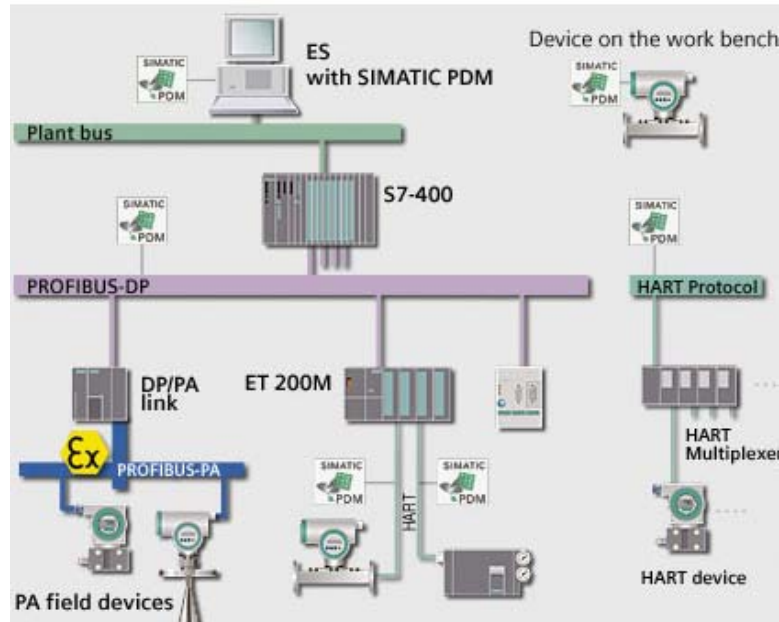 ES
with SIMATIC PDM
Device on the work bench
SIMATIC
PDM
SIMATIC
PDM
Plant bus
S7-400
SIMATIC
PDM
SIMATIC
PDM
PROFIBUS-DP
HART Protocol
DP/PA
link
ET 200M
Ex
PROFIBUS-PA
HART
Multiplexer
SIMATIC
PDM
SIMATIC
PDM
HART
HART device
PA field devices